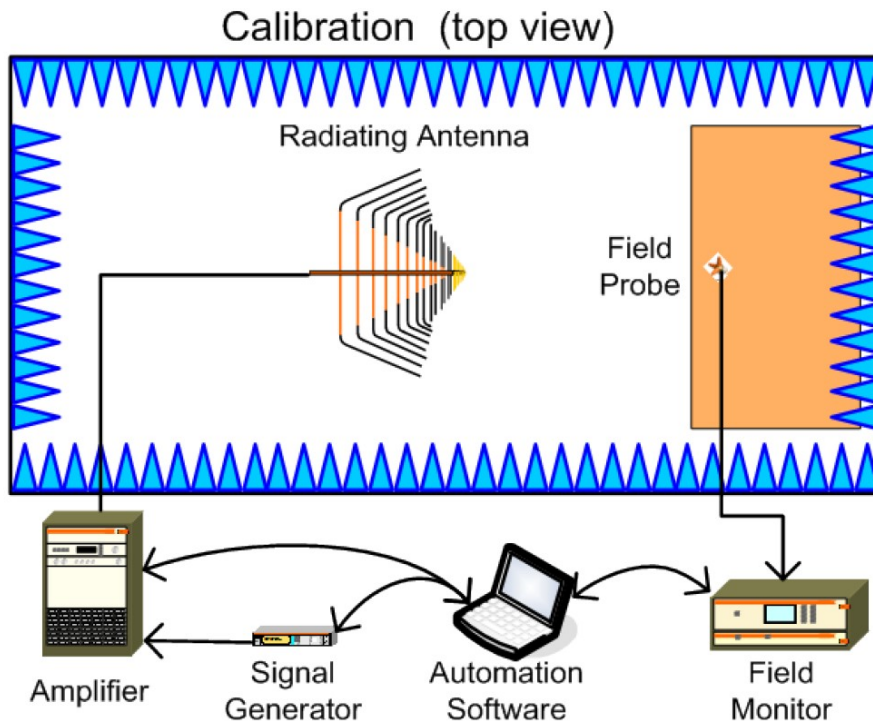 Calibration (top view)
Radiating Antenna
Field
Probe
Amplifier
Signal
Generator
Automation
Software
Field
Monitor